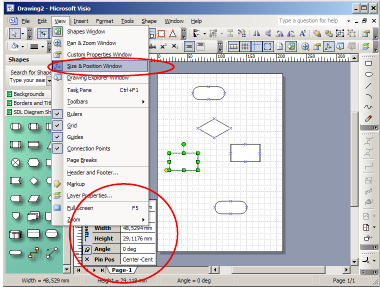 Drawing2 - Microsoft Visio
File Edit View Insert Format Tools Shape Window Help
Type a question for help
Shapes Window
Pan & Zoom Window
Custom Properties Window
Size & Position Window
Drawing Explorer Window
Task Pane Ctrl+F1
Toolbars
Rulers
Grid
Guides
Connection Points
Page Breaks
Header and Footer...
Markup
Layer Properties...
Full Screen F5
Zoom
Shapes
Search for Shapes
Type your sear
Backgrounds
Borders and Titl
SDL Diagram Sh
Width 48,5294 mm
Height 29,1176 mm
Angle 0 deg
Pin Pos Center-Cent
Page-1
Width = 48,529 mm Height = 29,118 mm Angle = 0 deg Page 1/1